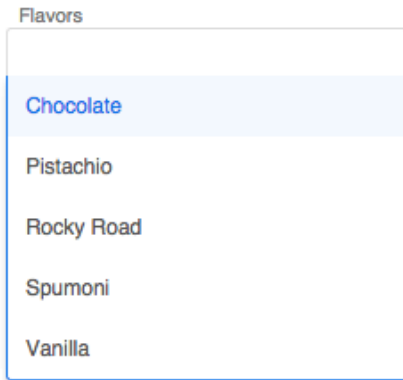 Flavors
Chocolate
Pistachio
Rocky Road
Spumoni
Vanilla